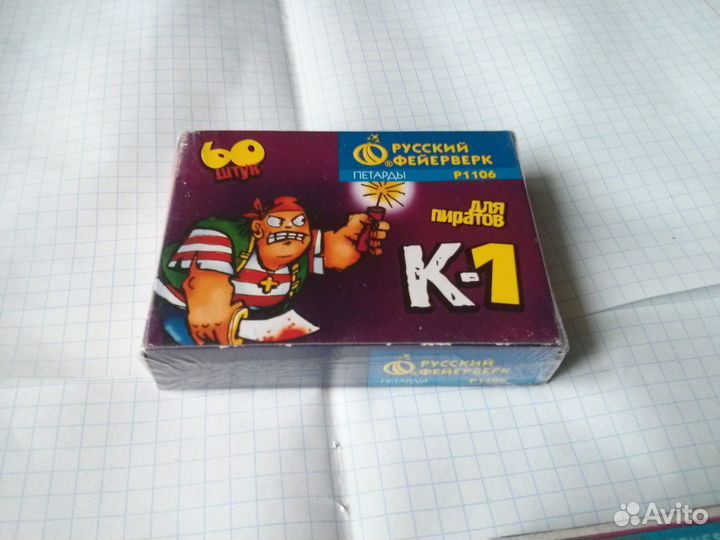 60
ШТУК
РУССКИЙ
®ФЕЙЕРВЕРК
ПЕТАРДЫ Р1106
ДЛЯ
ПИРАТОВ
К-1
РУССКИЙ
®ФЕЙЕРВЕРК
ПЕТАРДЫ Р1106
Avito